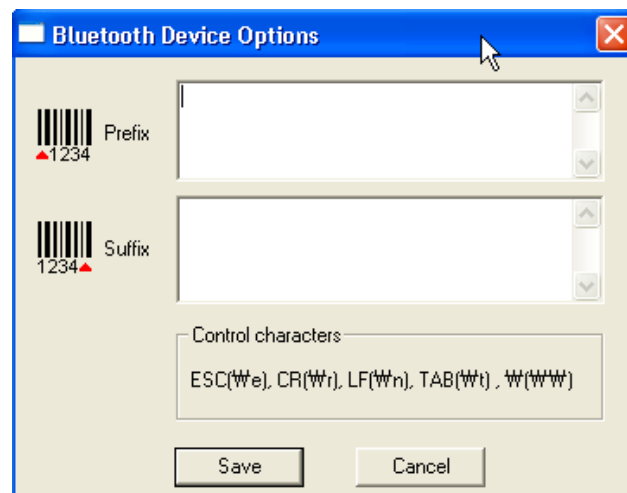 Bluetooth Device Options
Prefix
1234
Suffix
1234
Control characters
ESC(₩e), CR(₩r), LF(₩n), TAB(₩t) , ₩(₩₩)
Save
Cancel